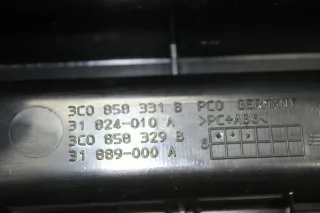 3C0 858 331 B PCO GERMANY
31 824-010 A >PC+ABS<
3C0 858 329 B
31 889-000 A